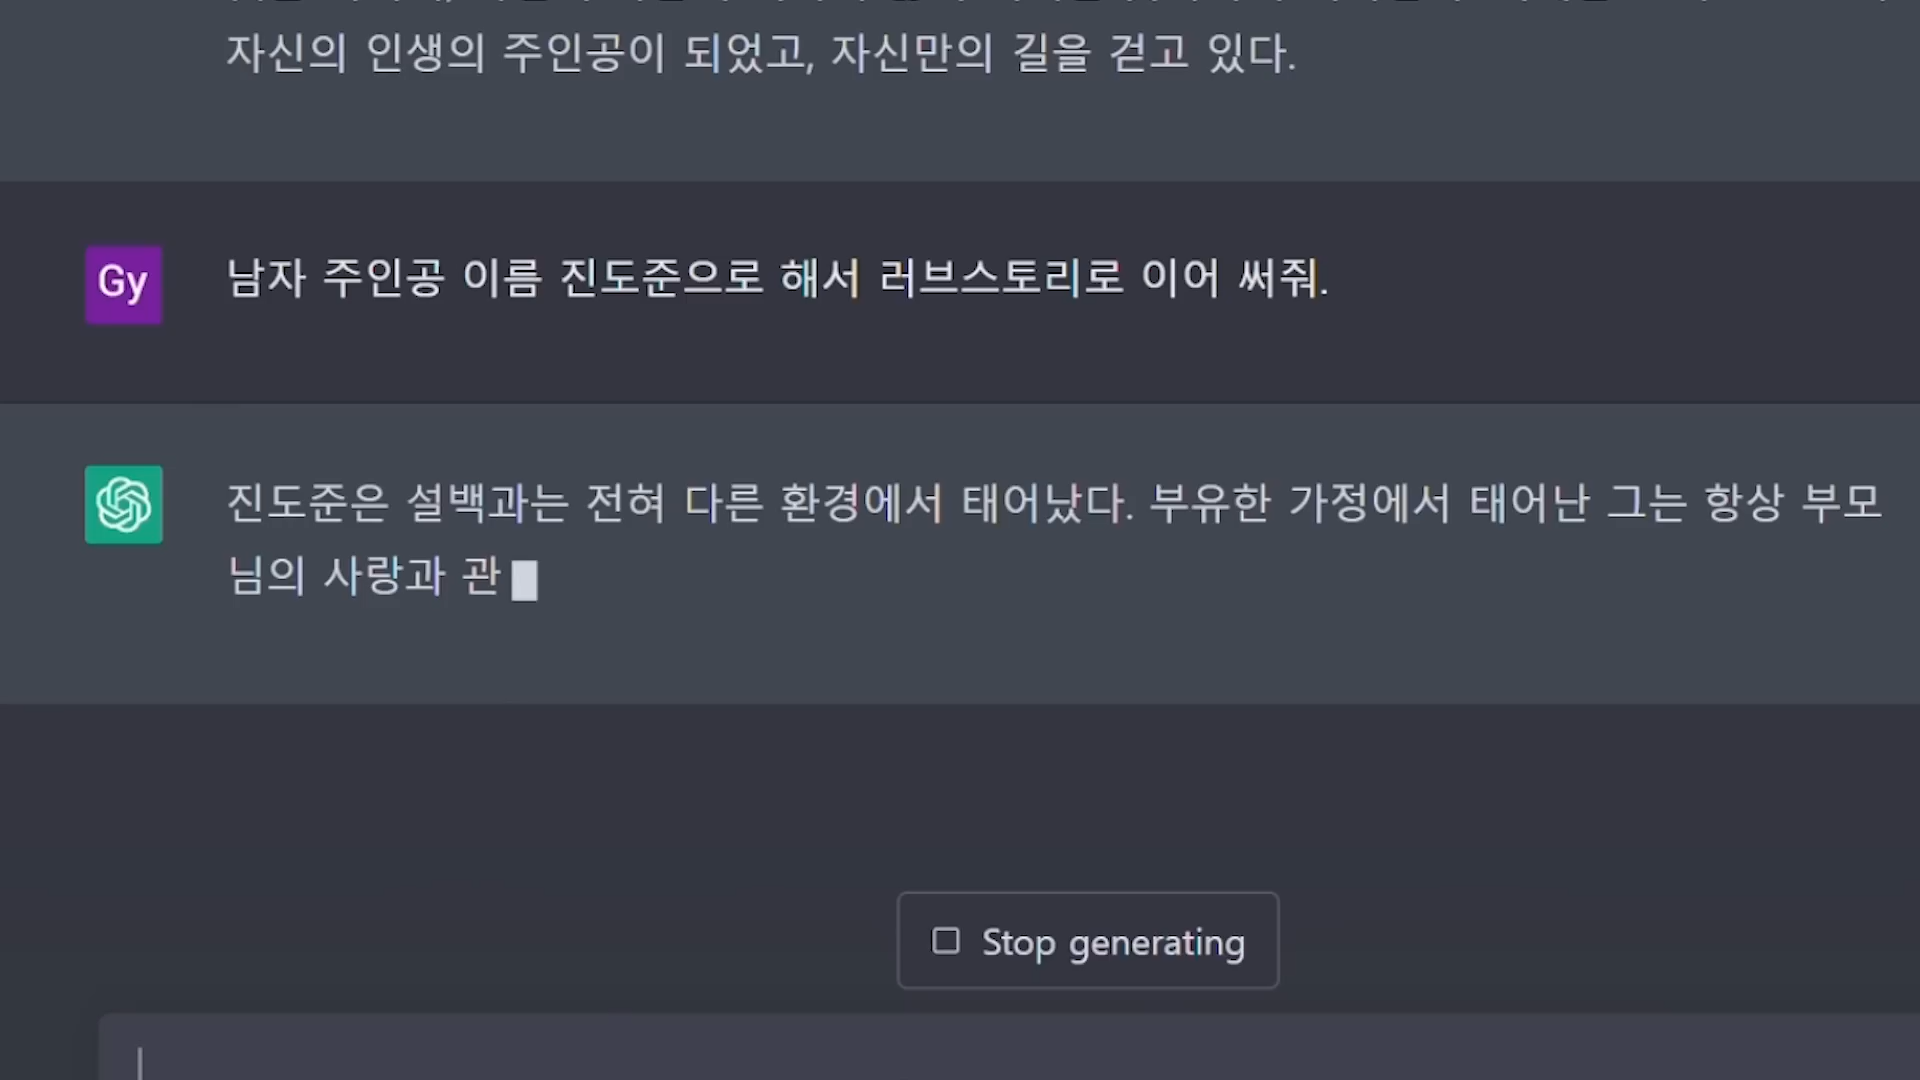 자신의 인생의 주인공이 되었고, 자신만의 길을 걷고 있다.
Gy
남자 주인공 이름 진도준으로 해서 러브스토리로 이어 써줘.
진도준은 설백과는 전혀 다른 환경에서 태어났다. 부유한 가정에서 태어난 그는 항상 부모
님의 사랑과 관
Stop generating